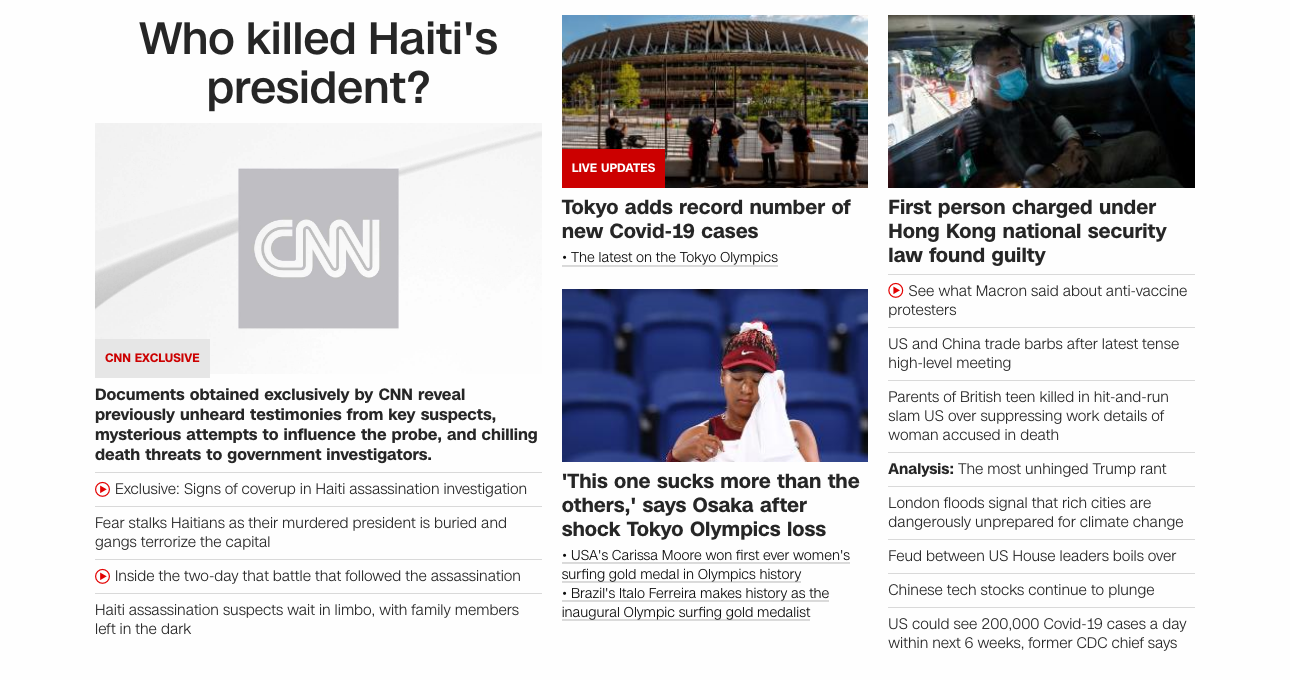 Who killed Haiti's
president?
CNN
CNN EXCLUSIVE
Documents obtained exclusively by CNN reveal
previously unheard testimonies from key suspects,
mysterious attempts to influence the probe, and chilling
death threats to government investigators.
Exclusive: Signs of coverup in Haiti assassination investigation
Fear stalks Haitians as their murdered president is buried and
gangs terrorize the capital
Inside the two-day that battle that followed the assassination
Haiti assassination suspects wait in limbo, with family members
left in the dark
LIVE UPDATES
Tokyo adds record number of
new Covid-19 cases
• The latest on the Tokyo Olympics
'This one sucks more than the
others,' says Osaka after
shock Tokyo Olympics loss
• USA's Carissa Moore won first ever women's
surfing gold medal in Olympics history
• Brazil's Italo Ferreira makes history as the
inaugural Olympic surfing gold medalist
First person charged under
Hong Kong national security
law found guilty
See what Macron said about anti-vaccine
protesters
US and China trade barbs after latest tense
high-level meeting
Parents of British teen killed in hit-and-run
slam US over suppressing work details of
woman accused in death
Analysis: The most unhinged Trump rant
London floods signal that rich cities are
dangerously unprepared for climate change
Feud between US House leaders boils over
Chinese tech stocks continue to plunge
US could see 200,000 Covid-19 cases a day
within next 6 weeks, former CDC chief says